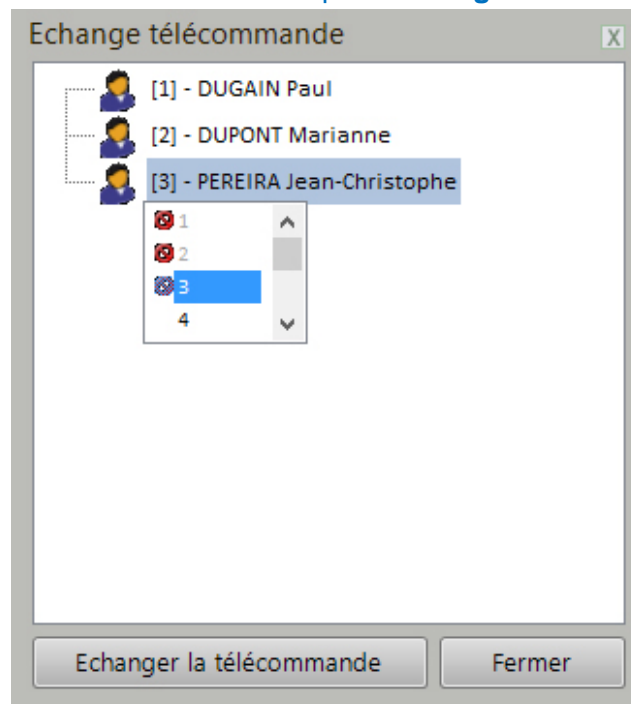 Echange télécommande
X
[1] - DUGAIN Paul
[2] - DUPONT Marianne
[3] - PEREIRA Jean-Christophe
1
2
3
4
Echanger la télécommande
Fermer